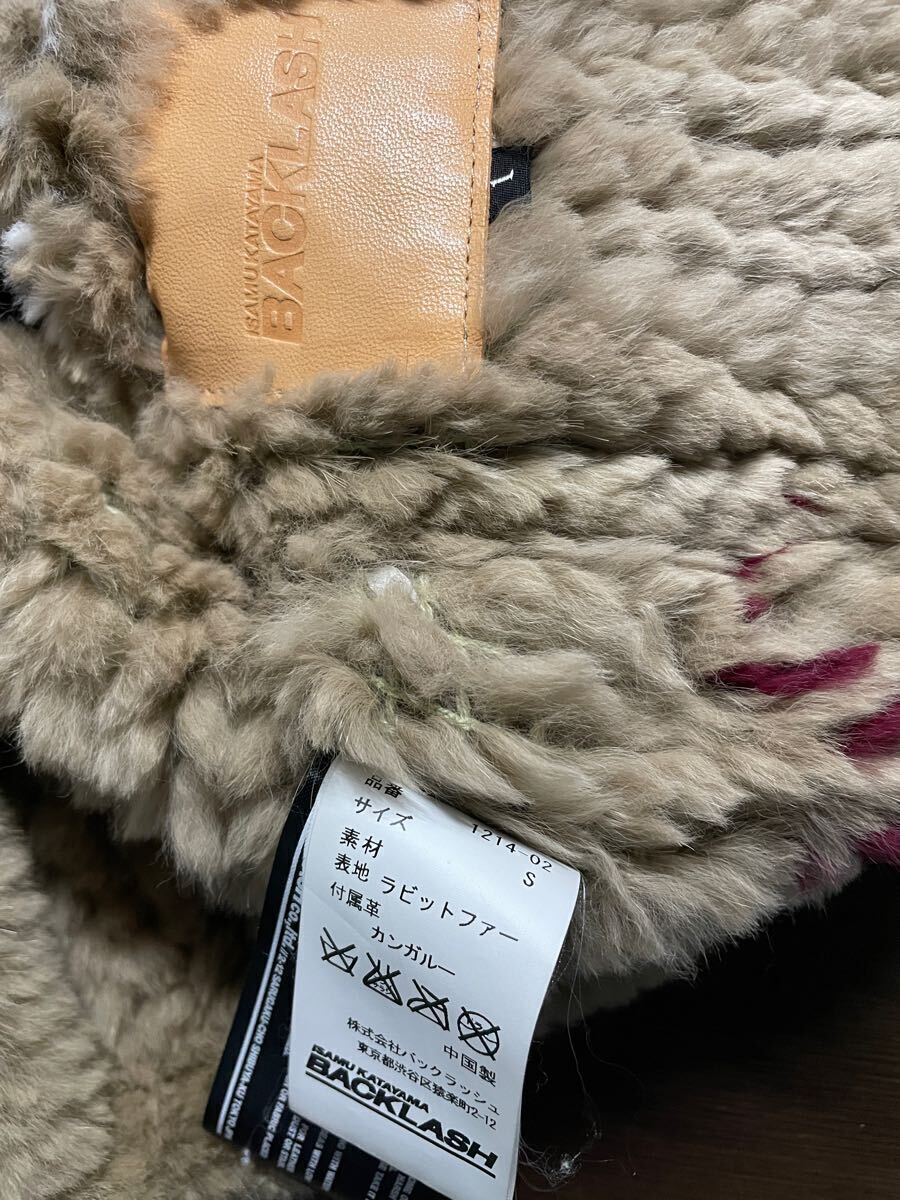 ISAMU KATAYAMA
BACKLASH
1
品番 1214-02
サイズ S
素材
表地 ラビットファー
付属革
カンガルー
中国製
株式会社バックラッシュ
東京都渋谷区猿楽町2-12
ISAMU KATAYAMA
BACKLASH